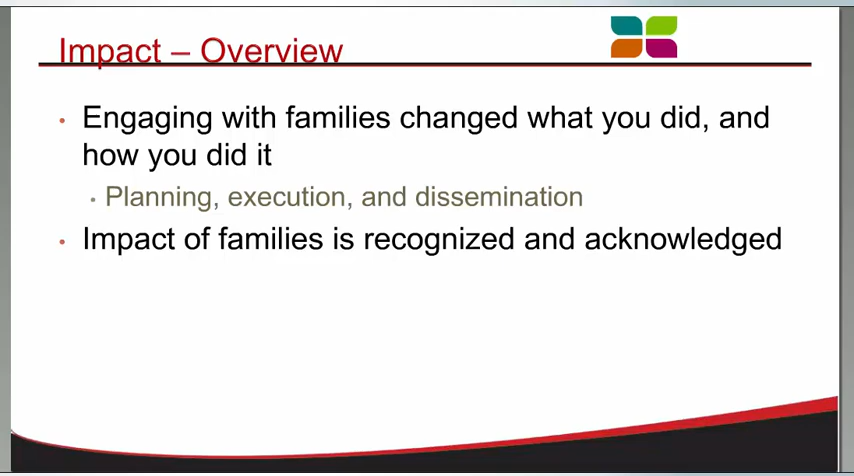 Impact – Overview
• Engaging with families changed what you did, and
how you did it
• Planning, execution, and dissemination
• Impact of families is recognized and acknowledged